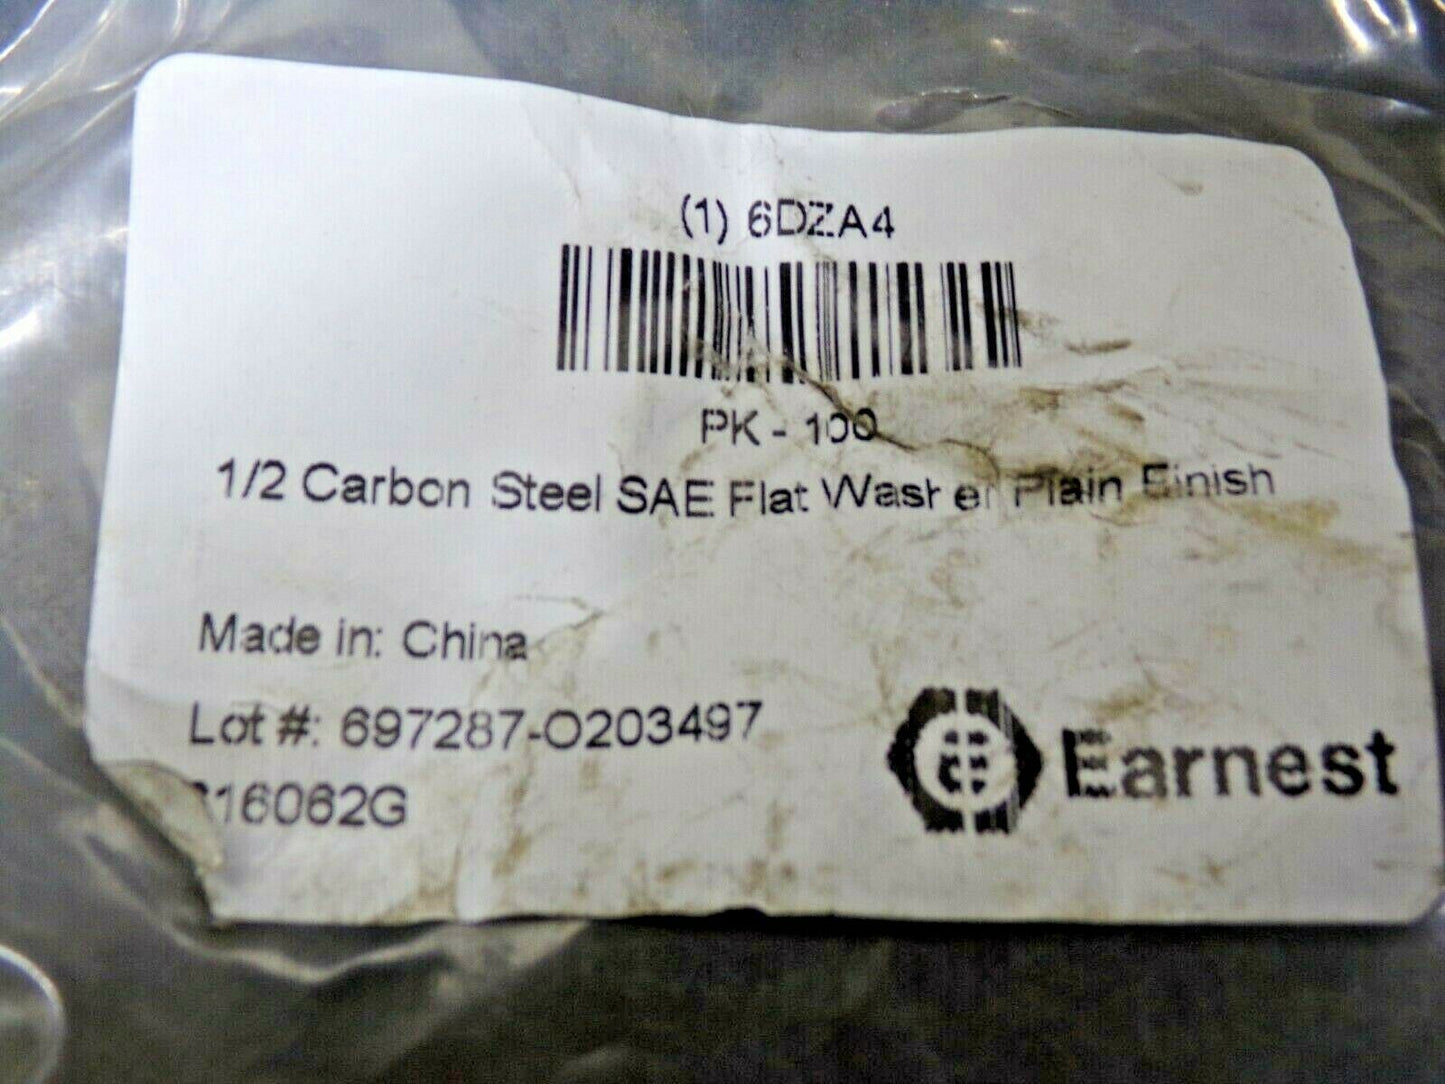 (1) 6DZA4
PK - 100
1/2 Carbon Steel SAE Flat Washer Plain Finish
Made in: China
Lot #: 697287-O203497
Earnest